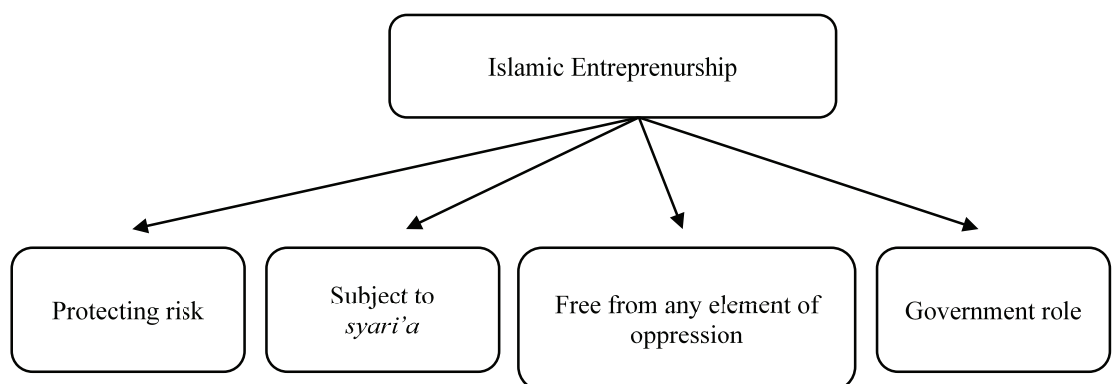 Islamic Entreprenurship
Protecting risk
Subject to
syari’a
Free from any element of
oppression
Government role